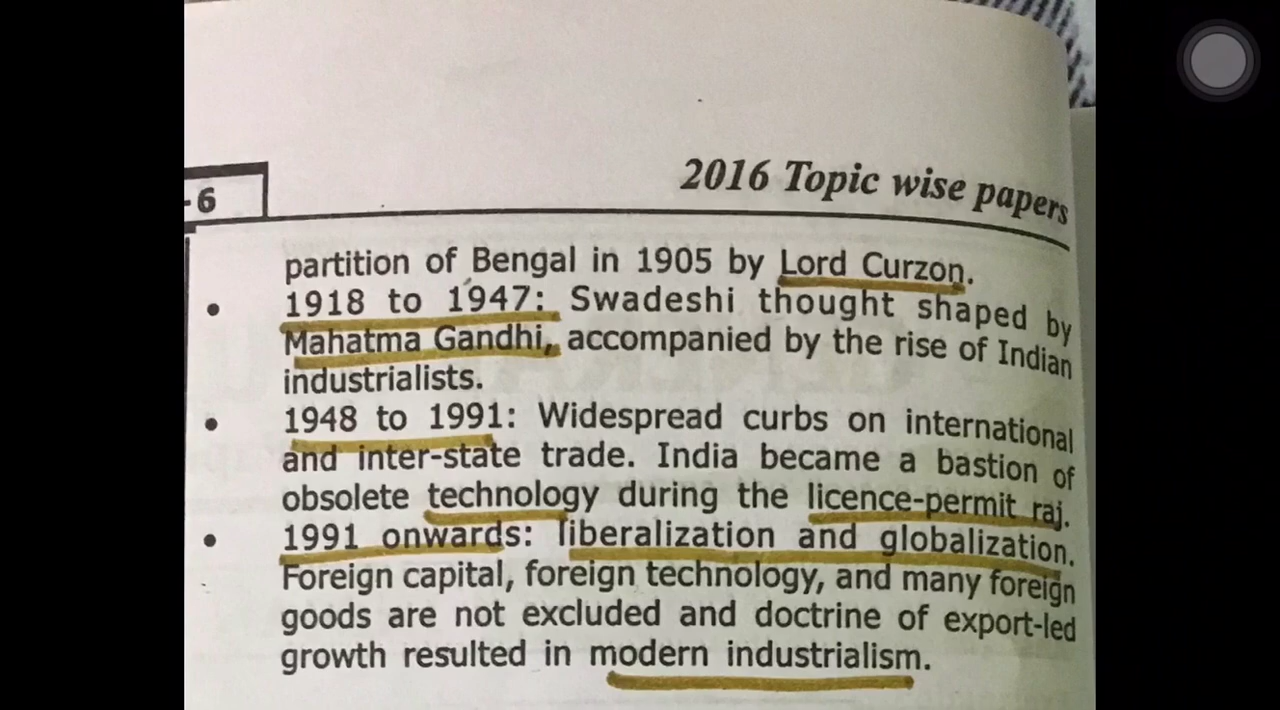 -6
2016 Topic wise papers
partition of Bengal in 1905 by Lord Curzon.
• 1918 to 1947: Swadeshi thought shaped by
Mahatma Gandhi, accompanied by the rise of Indian
industrialists.
• 1948 to 1991: Widespread curbs on international
and inter-state trade. India became a bastion of
obsolete technology during the licence-permit raj.
• 1991 onwards: liberalization and globalization.
Foreign capital, foreign technology, and many foreign
goods are not excluded and doctrine of export-led
growth resulted in modern industrialism.